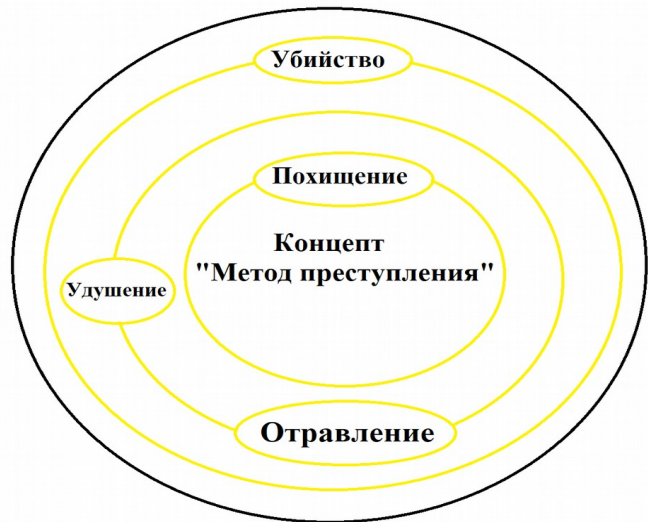 Убийство
Похищение
Концепт
"Метод преступления"
Удушение
Отравление